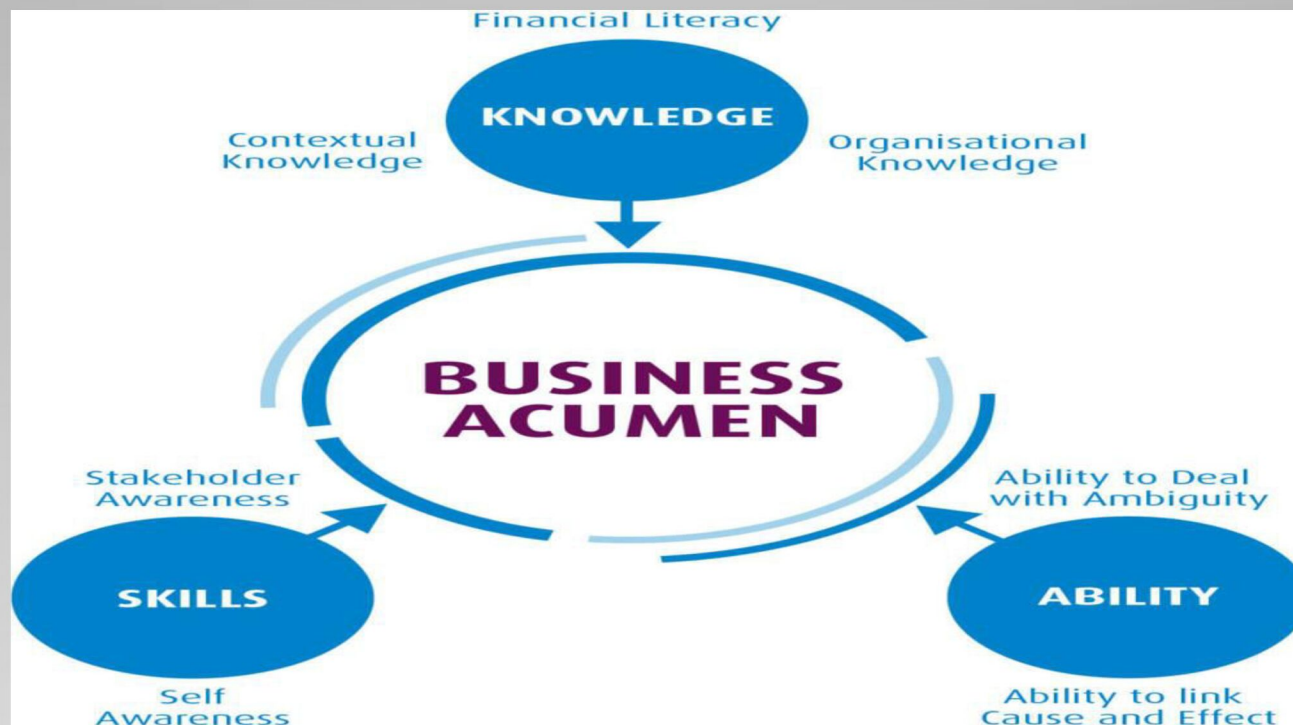 Financial Literacy
KNOWLEDGE
Contextual
Knowledge
Organisational
Knowledge
BUSINESS
ACUMEN
Stakeholder
Awareness
SKILLS
Self
Awareness
Ability to Deal
with Ambiguity
ABILITY
Ability to link
Cause and Effect